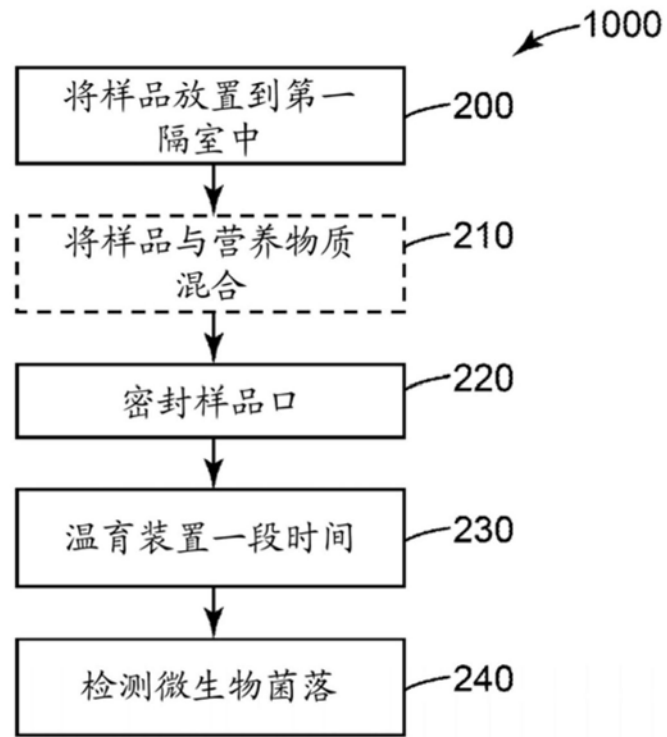 1000
将样品放置到第一
隔室中
200
将样品与营养物质
混合
210
密封样品口
220
温育装置一段时间
230
检测微生物菌落
240